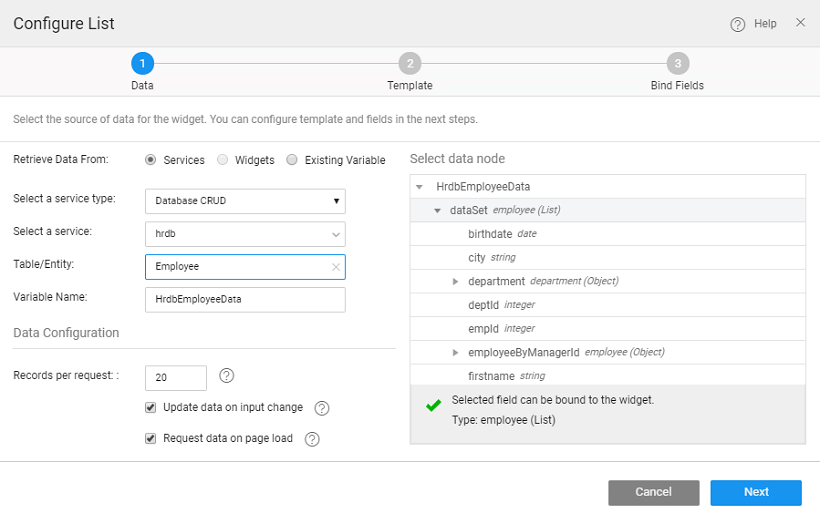 Configure List
Help
1
2
3
Data
Template
Bind Fields
Select the source of data for the widget. You can configure template and fields in the next steps.
Retrieve Data From:
Services
Widgets
Existing Variable
Select a service type:
Database CRUD
Select a service:
hrdb
Table/Entity:
Employee
Variable Name:
HrdbEmployeeData
Data Configuration
Records per request: :
20
Update data on input change
Request data on page load
Select data node
HrdbEmployeeData
dataSet employee (List)
birthdate date
city string
department department (Object)
deptId integer
empId integer
employeeByManagerId employee (Object)
firstname string
Selected field can be bound to the widget.
Type: employee (List)
Cancel
Next